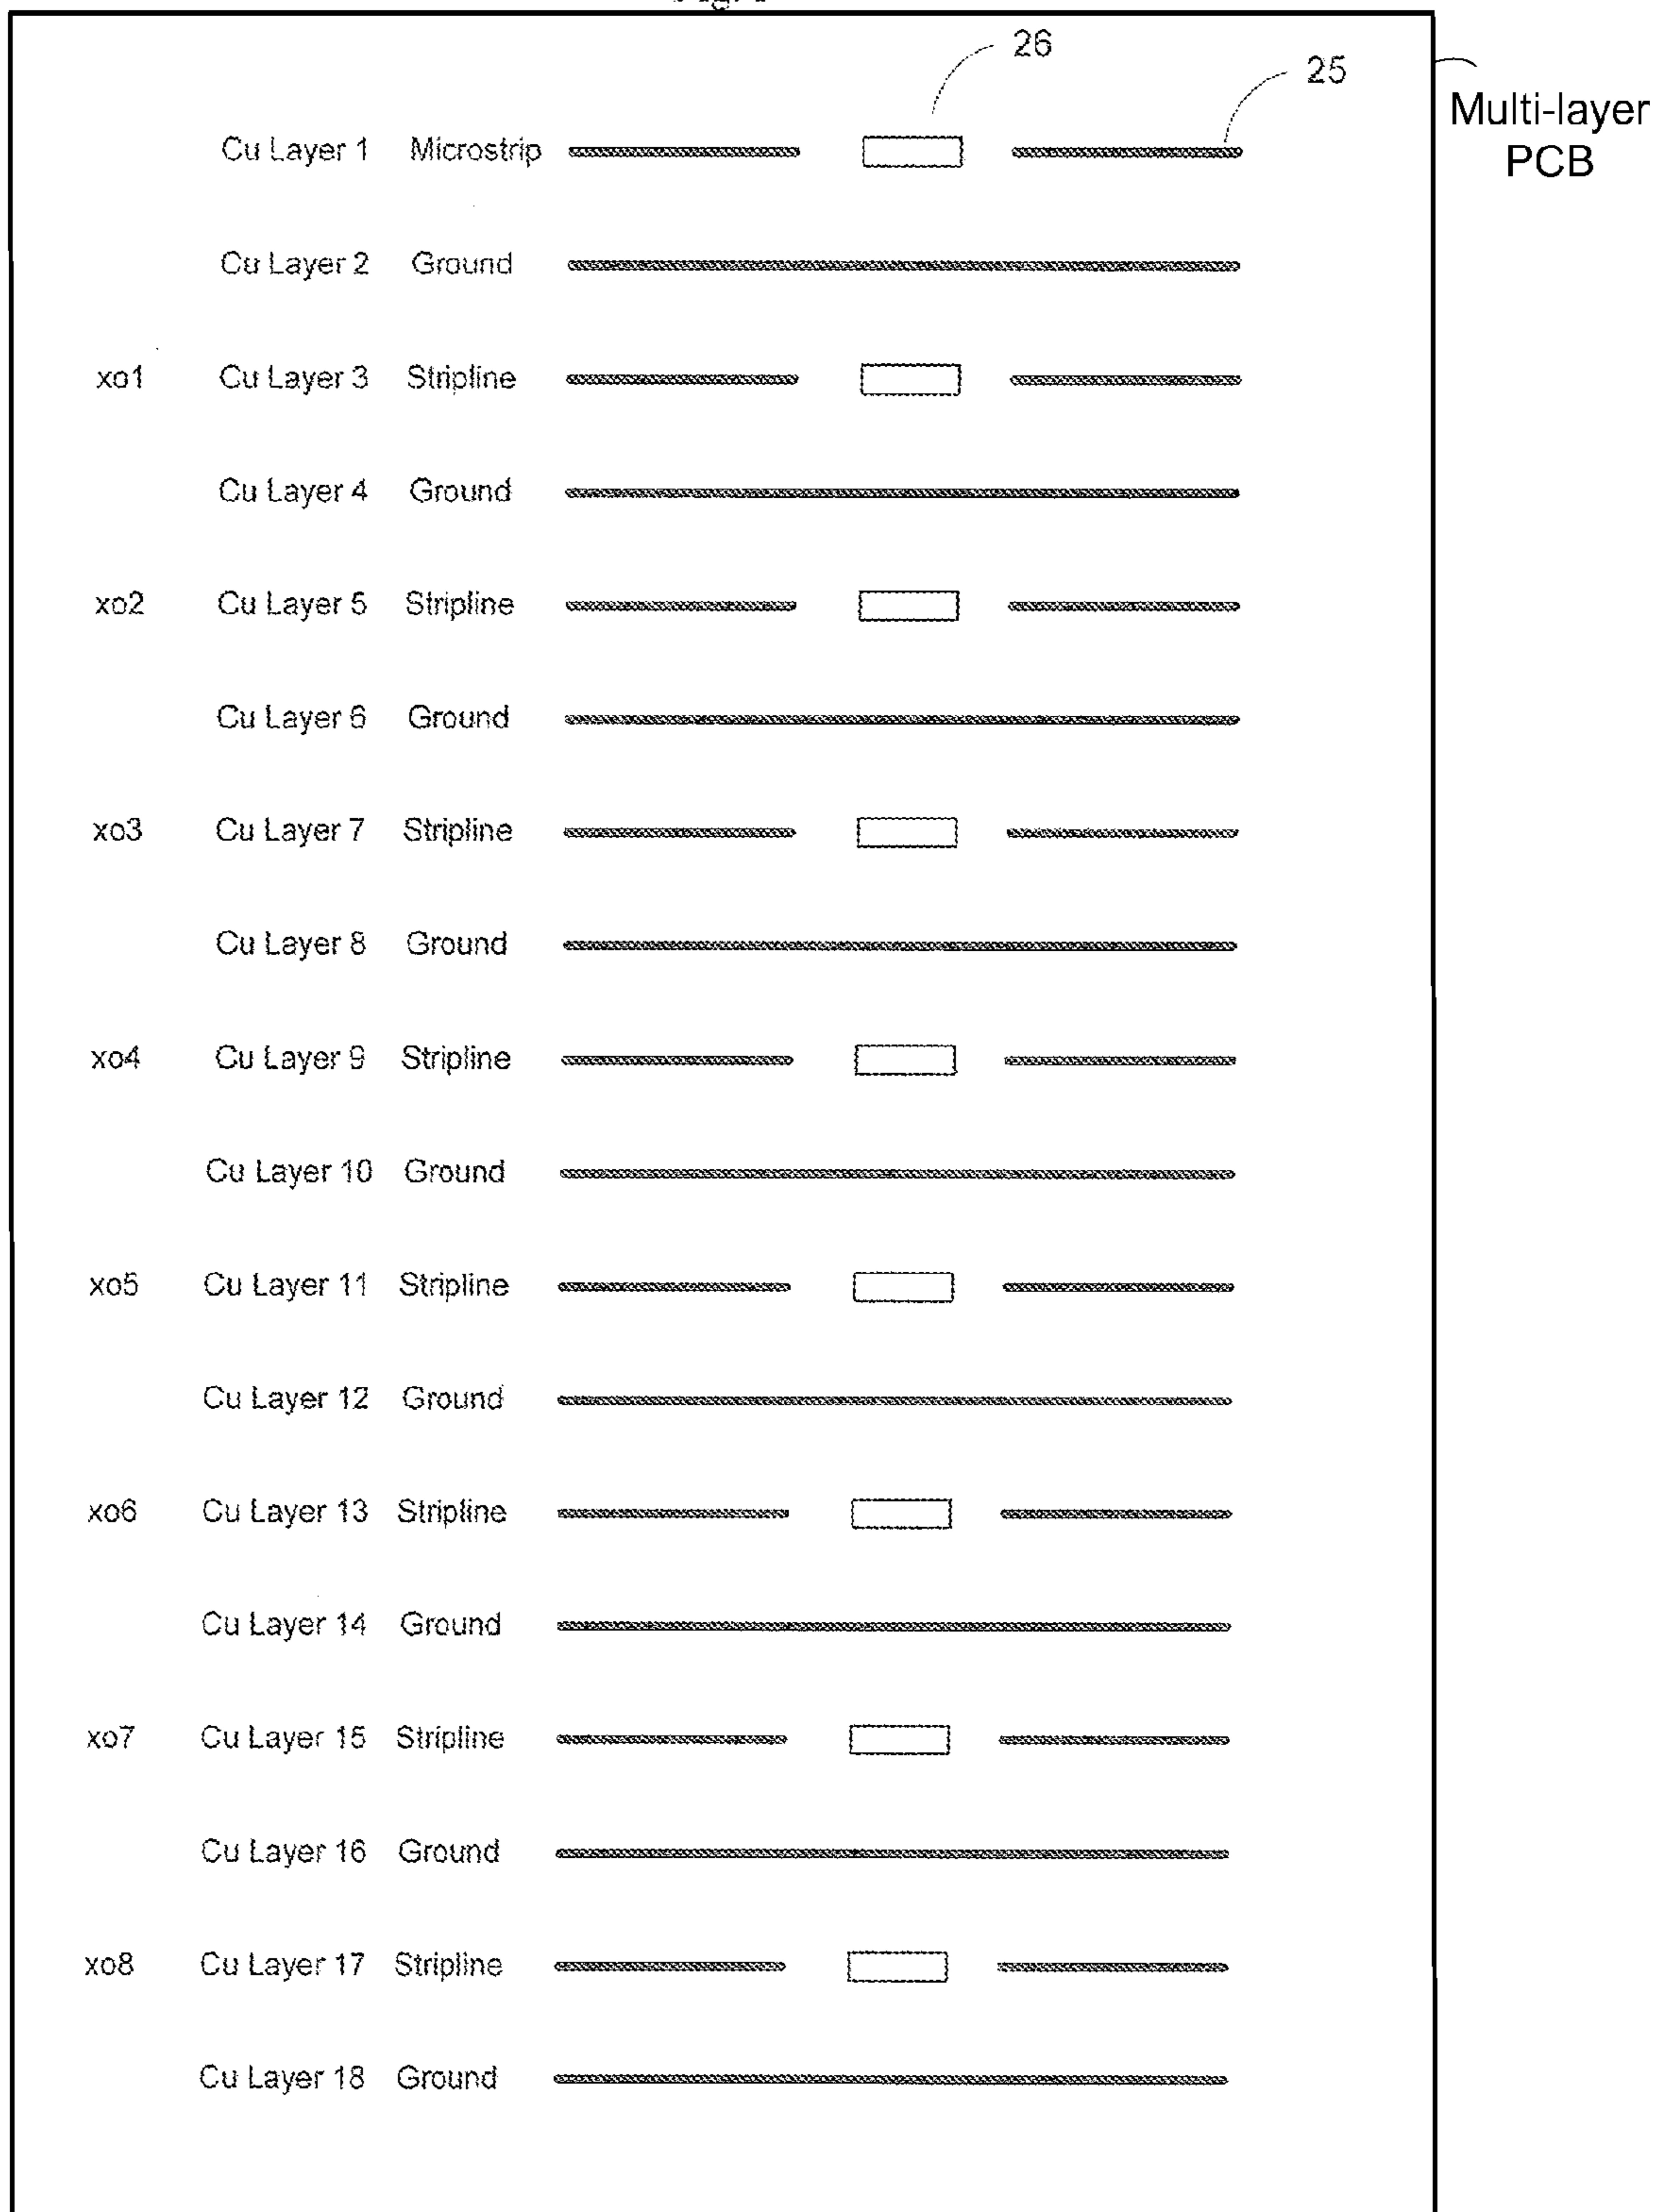 26
25
Multi-layer
PCB
Cu Layer 1 Microstrip
Cu Layer 2 Ground
xo1 Cu Layer 3 Stripline
Cu Layer 4 Ground
xo2 Cu Layer 5 Stripline
Cu Layer 6 Ground
xo3 Cu Layer 7 Stripline
Cu Layer 8 Ground
xo4 Cu Layer 9 Stripline
Cu Layer 10 Ground
xo5 Cu Layer 11 Stripline
Cu Layer 12 Ground
xo6 Cu Layer 13 Stripline
Cu Layer 14 Ground
xo7 Cu Layer 15 Stripline
Cu Layer 16 Ground
xo8 Cu Layer 17 Stripline
Cu Layer 18 Ground